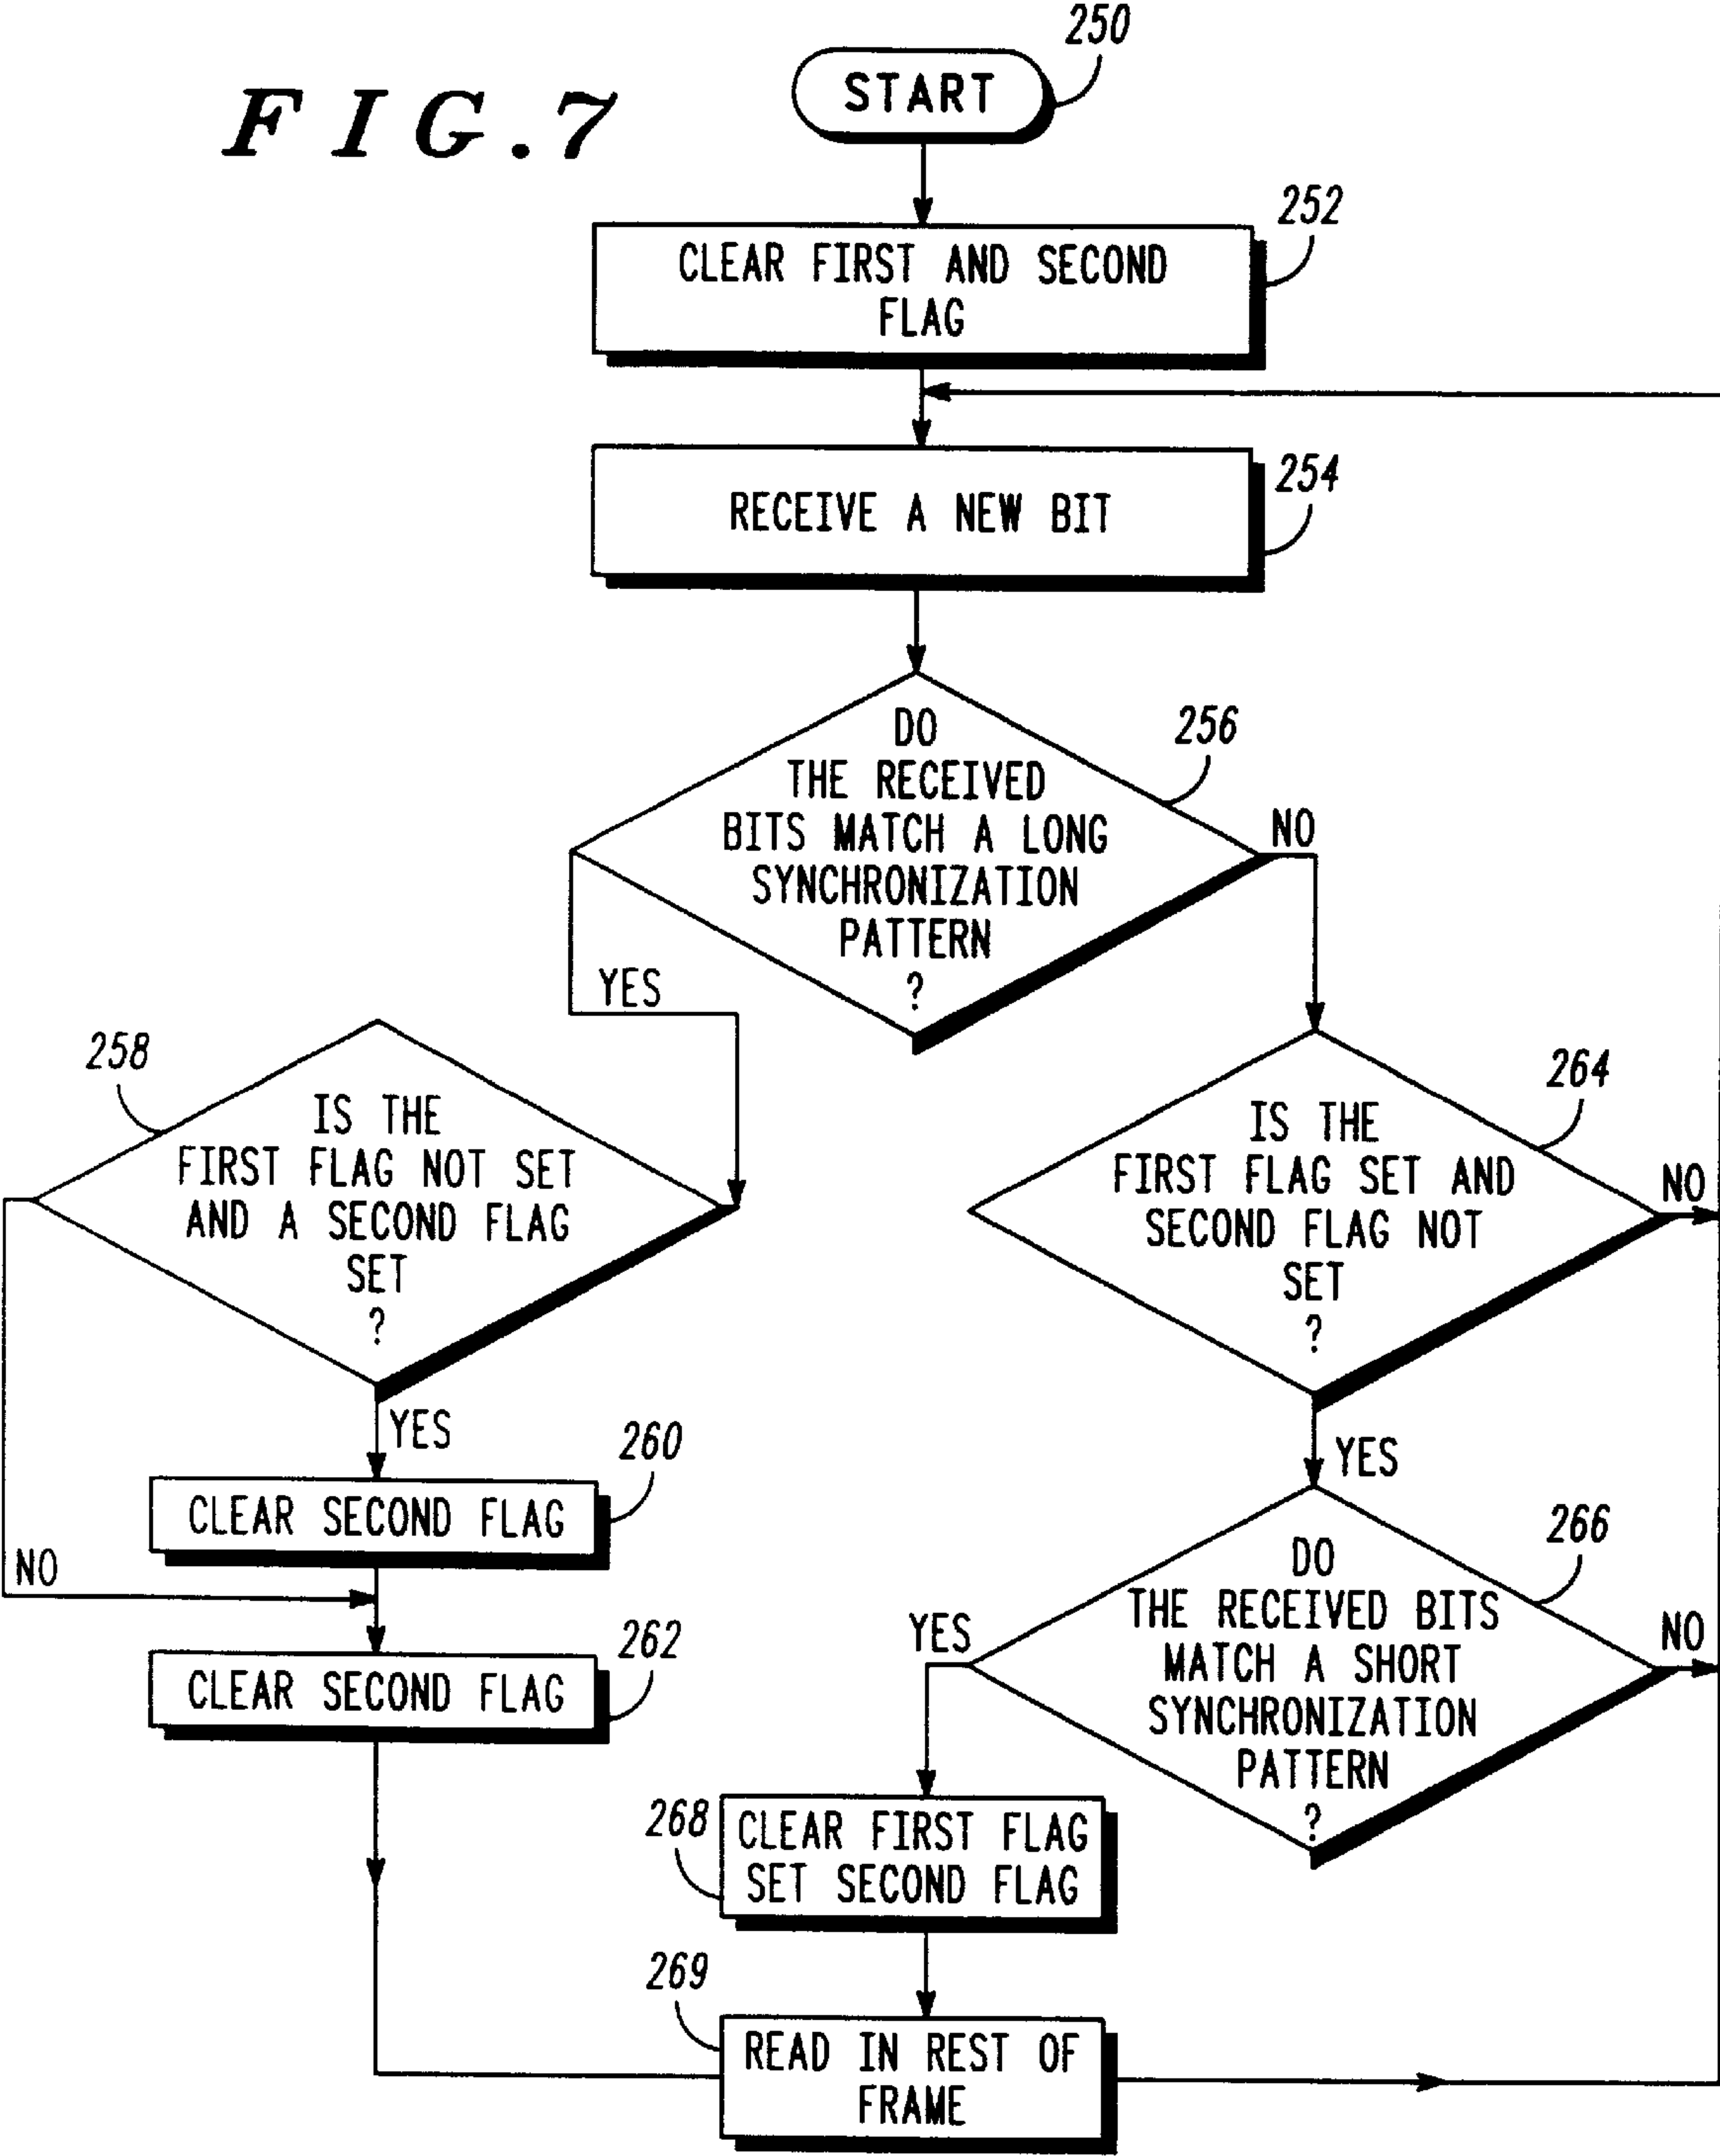 FIG.7
250
START
252
CLEAR FIRST AND SECOND
FLAG
254
RECEIVE A NEW BIT
256
DO
THE RECEIVED
BITS MATCH A LONG
SYNCHRONIZATION
PATTERN
?
NO
YES
258
IS THE
FIRST FLAG NOT SET
AND A SECOND FLAG
SET
?
264
IS THE
FIRST FLAG SET AND
SECOND FLAG NOT
SET
?
NO
YES
YES
260
CLEAR SECOND FLAG
NO
262
CLEAR SECOND FLAG
266
DO
THE RECEIVED BITS
MATCH A SHORT
SYNCHRONIZATION
PATTERN
?
YES
NO
268
CLEAR FIRST FLAG
SET SECOND FLAG
269
READ IN REST OF
FRAME